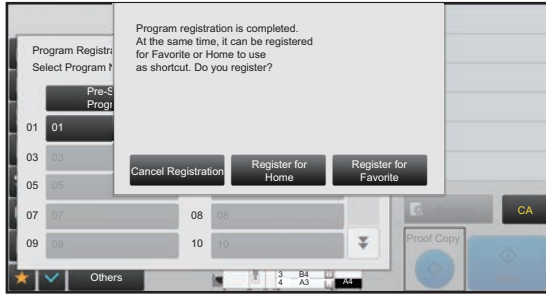 Program registration is completed.
At the same time, it can be registered
for Favorite or Home to use
as shortcut. Do you register?
Cancel Registration
Register for
Home
Register for
Favorite
Program Registra
Select Program N
Pre-S
Progr
01 01
03 03
05 05
07 07 08 08
09 09 10 10
CA
Proof Copy
Others
3 B4
4 A3
A4